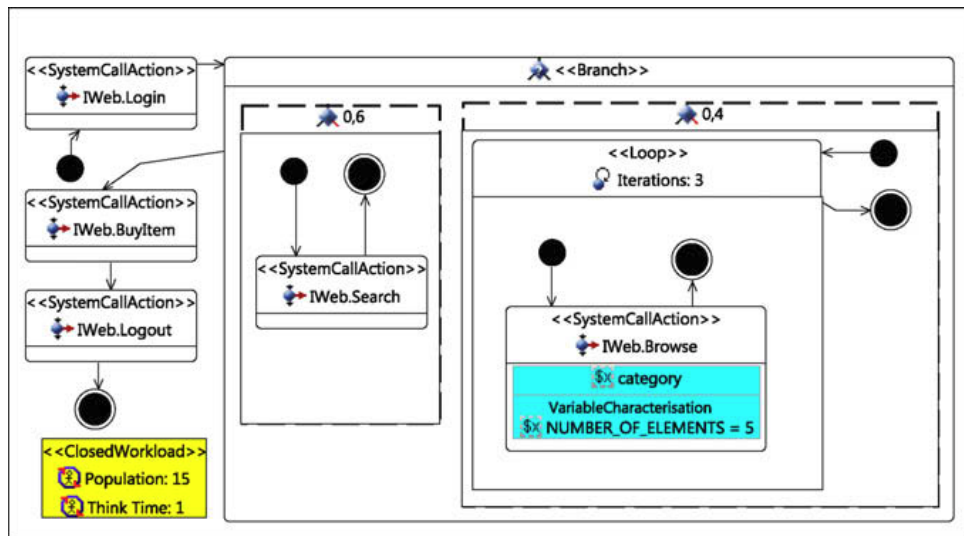 <<SystemCallAction>>
IWeb.Login
<<SystemCallAction>>
IWeb.BuyItem
<<SystemCallAction>>
IWeb.Logout
<<ClosedWorkload>>
Population: 15
Think Time: 1
<<Branch>>
0,6
<<SystemCallAction>>
IWeb.Search
0,4
<<Loop>>
Iterations: 3
<<SystemCallAction>>
IWeb.Browse
$x category
VariableCharacterisation
$x NUMBER_OF_ELEMENTS = 5